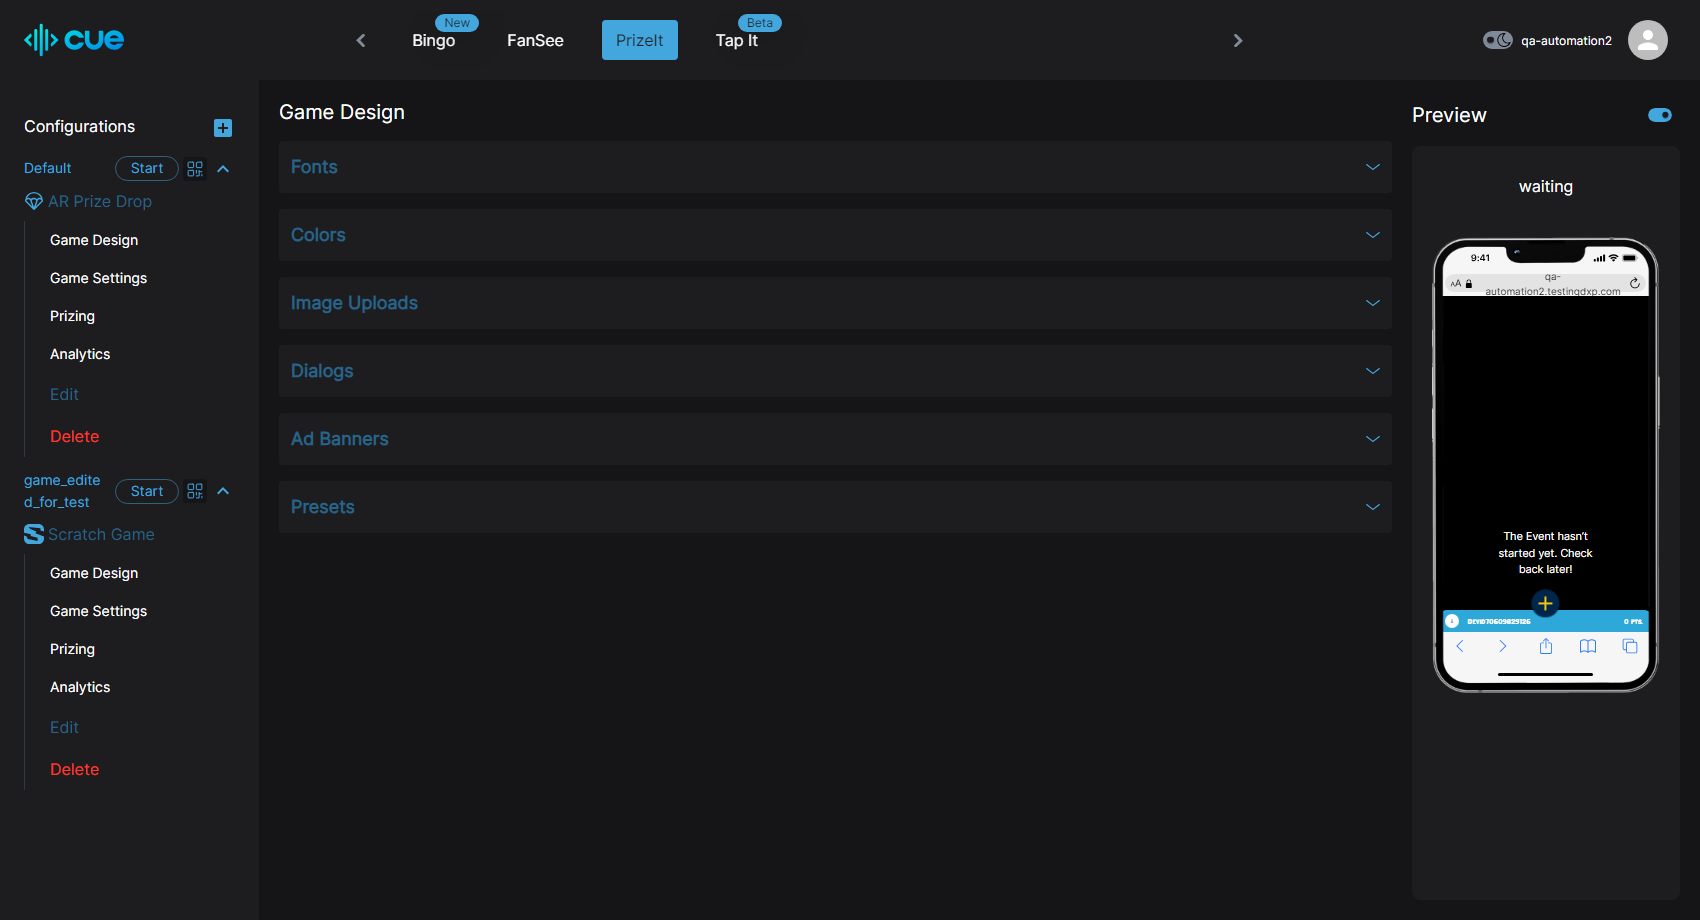 cue
New
Bingo
FanSee
PrizeIt
Beta
Tap It
qa-automation2
Configurations
Default
Start
AR Prize Drop
Game Design
Game Settings
Prizing
Analytics
Edit
Delete
game_edite
d_for_test
Start
Scratch Game
Game Design
Game Settings
Prizing
Analytics
Edit
Delete
Game Design
Fonts
Colors
Image Uploads
Dialogs
Ad Banners
Presets
Preview
waiting
9:41
AA
qa-
automation2.testingdxp.com
The Event hasn't
started yet. Check
back later!
0 PTS.